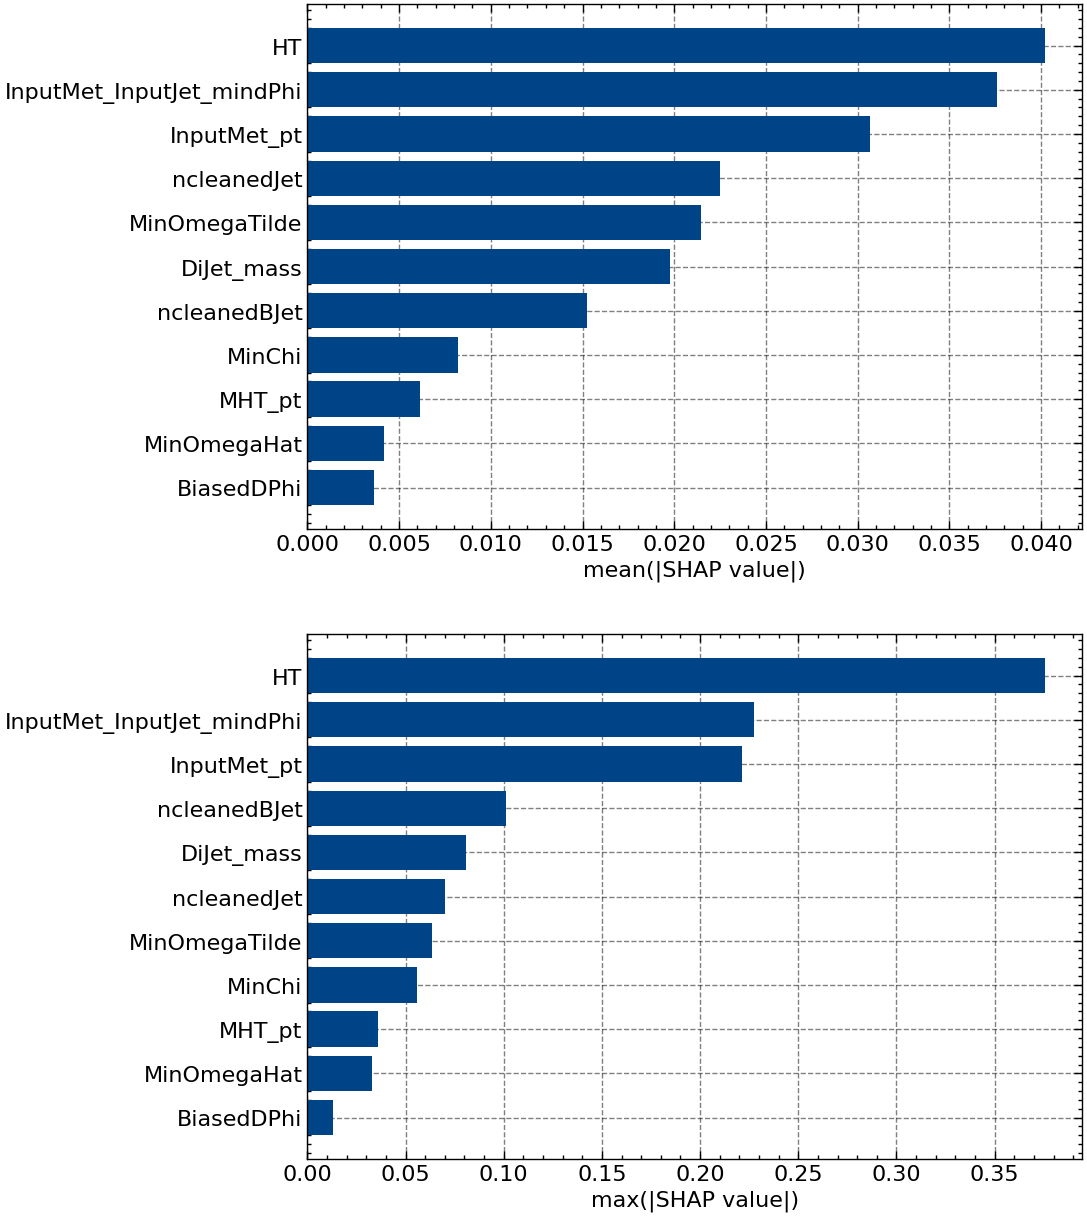 HT
InputMet_InputJet_mindPhi
InputMet_pt
ncleanedJet
MinOmegaTilde
DiJet_mass
ncleanedBJet
MinChi
MHT_pt
MinOmegaHat
BiasedDPhi
0.000 0.005 0.010 0.015 0.020 0.025 0.030 0.035 0.040
mean(|SHAP value|)
HT
InputMet_InputJet_mindPhi
InputMet_pt
ncleanedBJet
DiJet_mass
ncleanedJet
MinOmegaTilde
MinChi
MHT_pt
MinOmegaHat
BiasedDPhi
0.00 0.05 0.10 0.15 0.20 0.25 0.30 0.35
max(|SHAP value|)